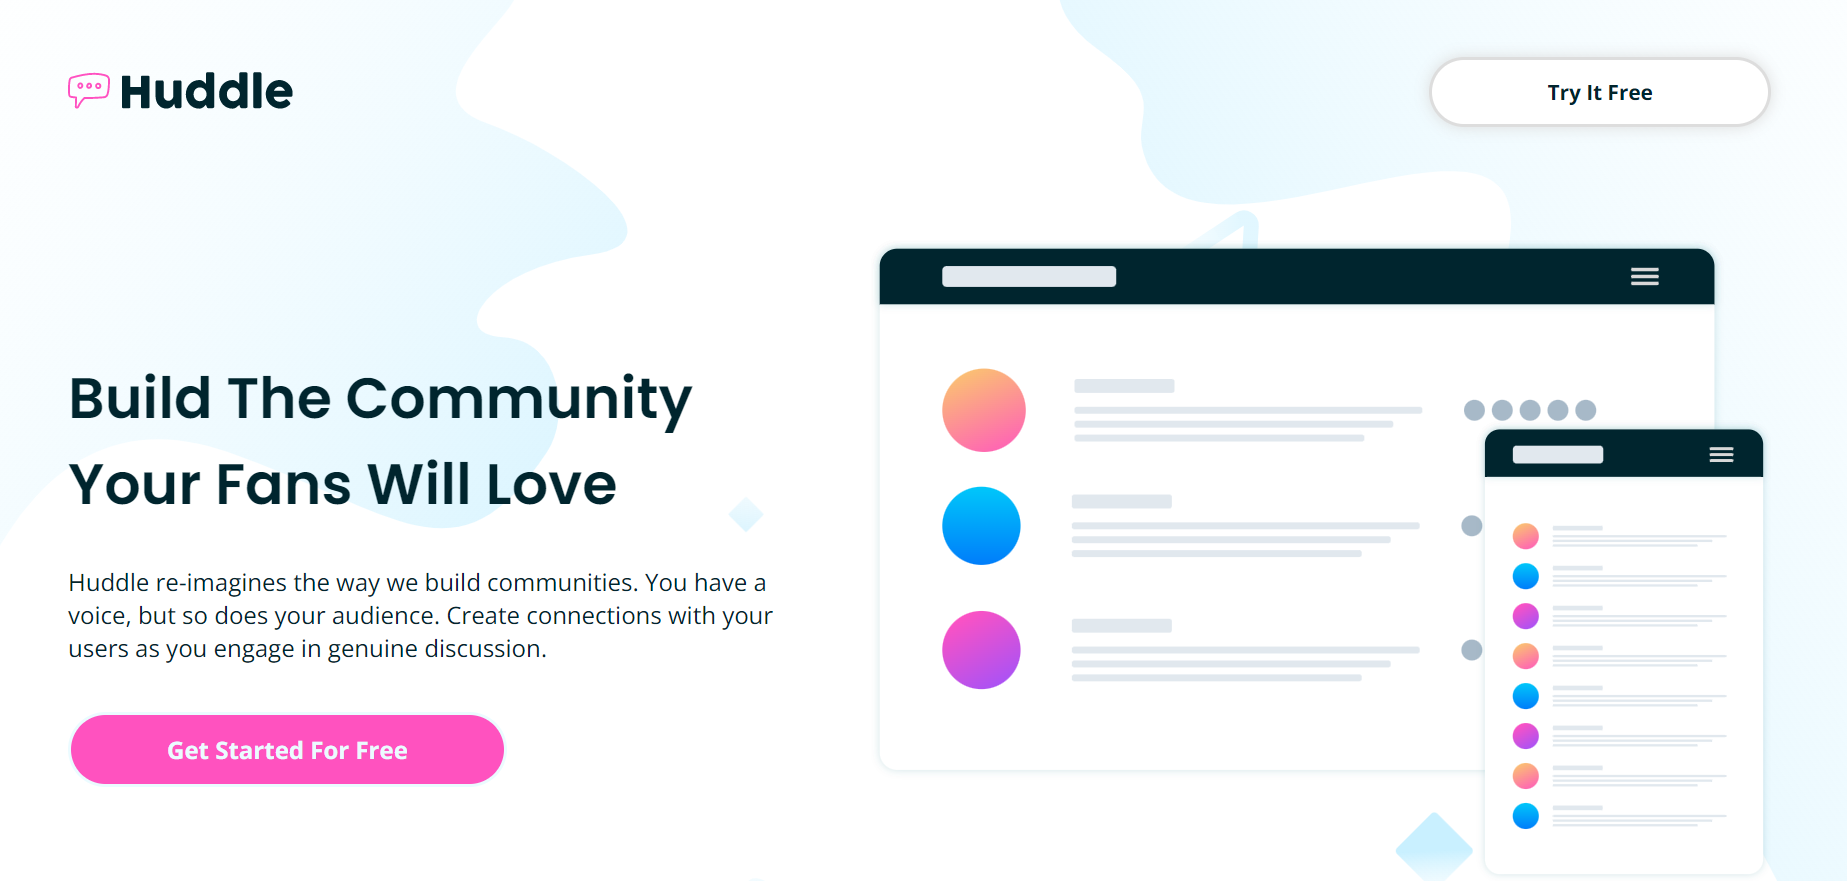 Huddle
Try It Free
Build The Community
Your Fans Will Love
Huddle re-imagines the way we build communities. You have a
voice, but so does your audience. Create connections with your
users as you engage in genuine discussion.
Get Started For Free